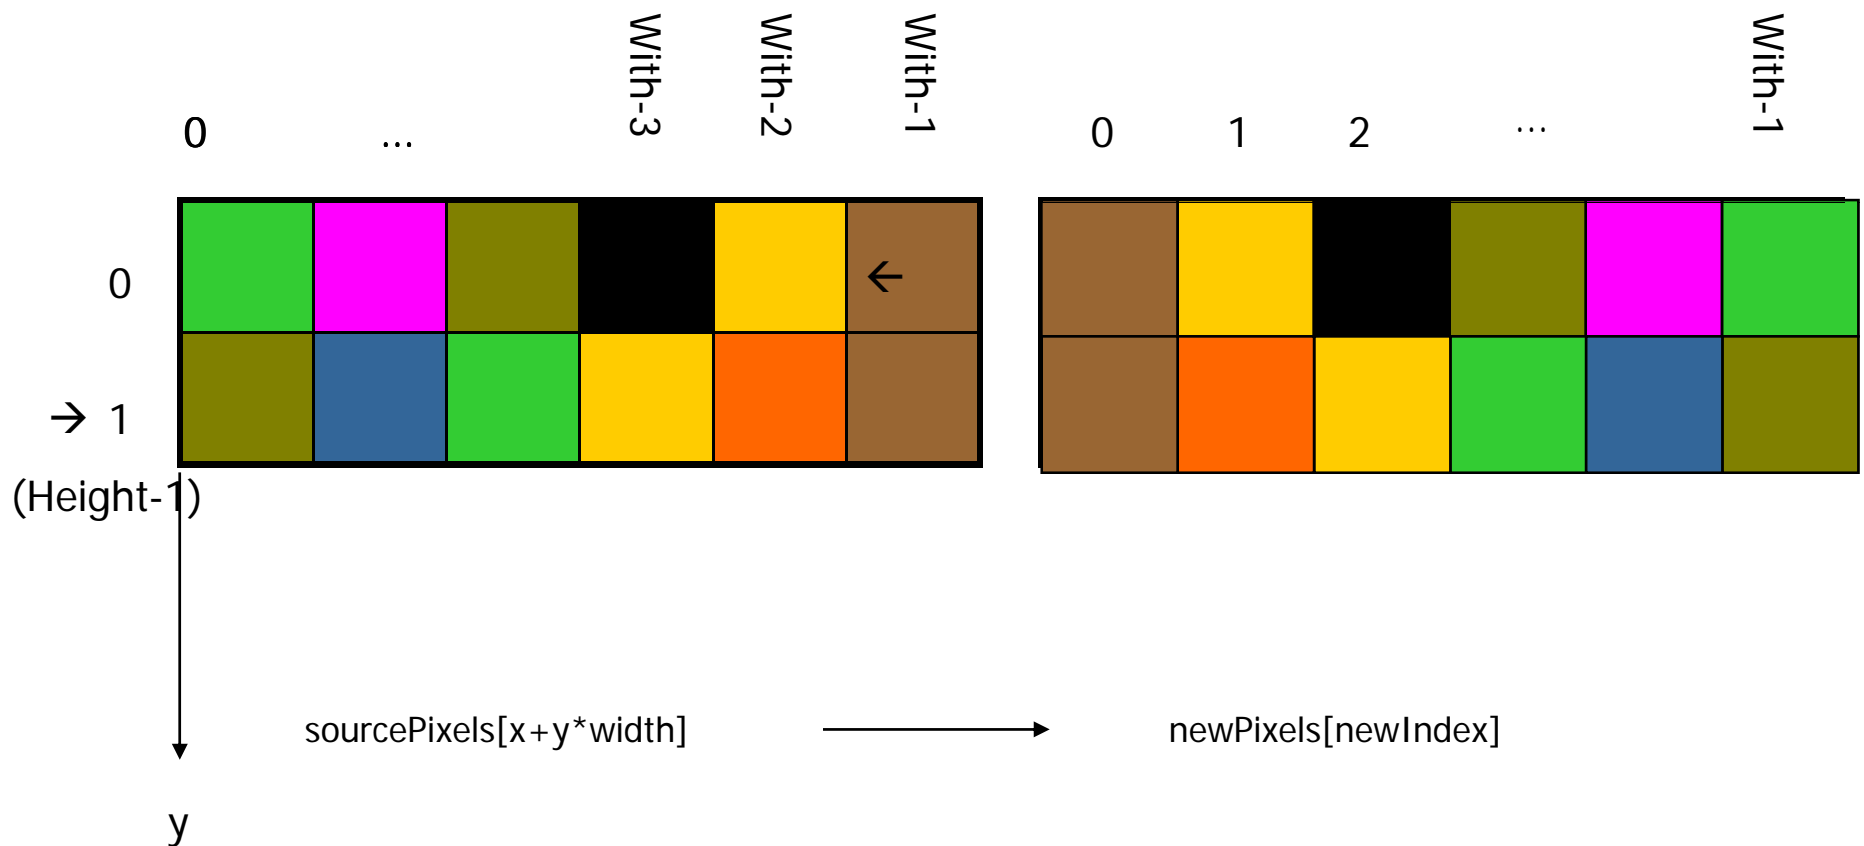 0 ... With-3 With-2 With-1 0 1 2 ... With-1
0 ←
→ 1
(Height-1)
sourcePixels[x+y*width] → newPixels[newIndex]
y